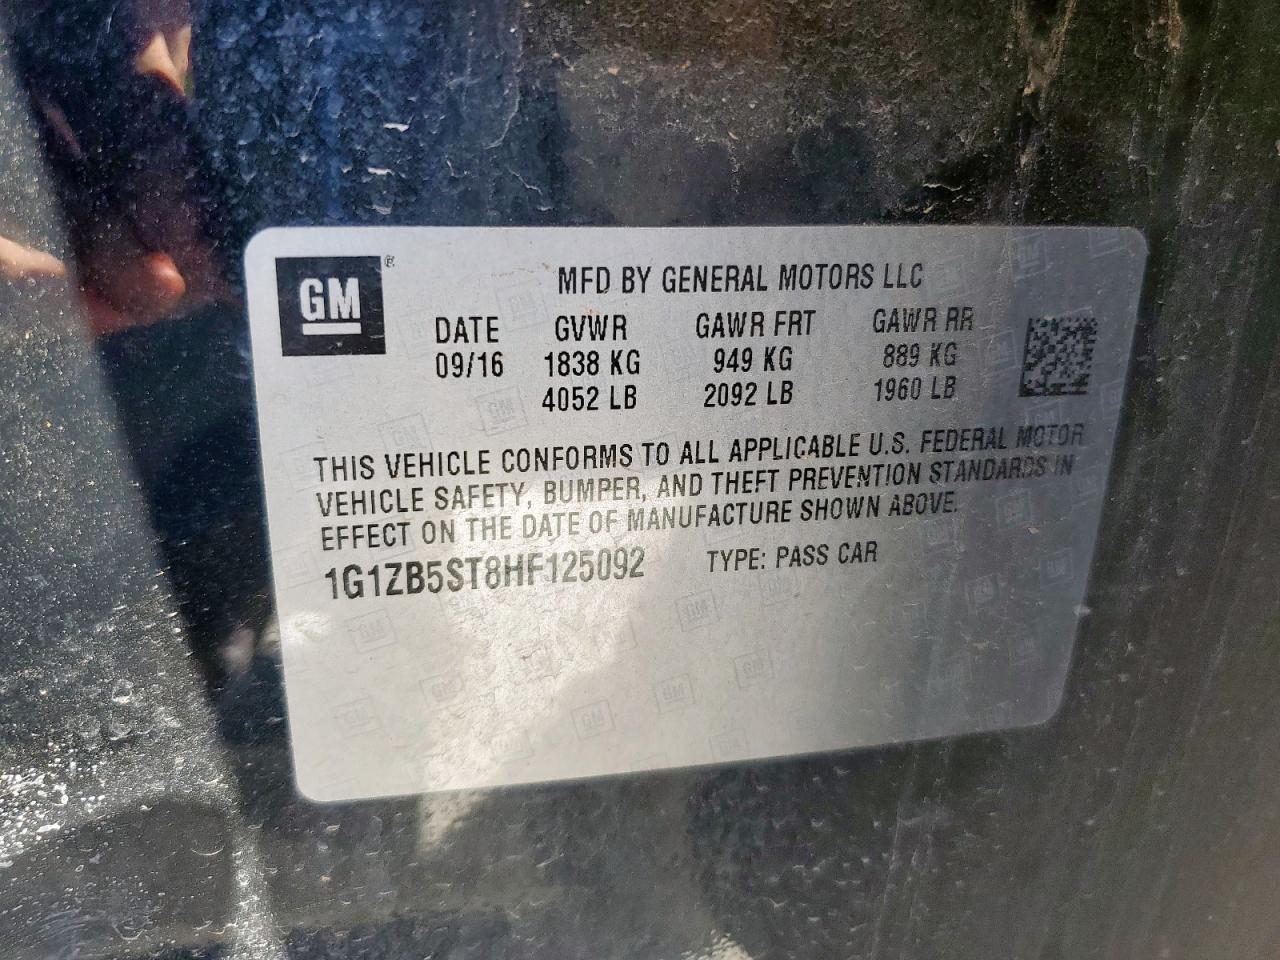 GM®
MFD BY GENERAL MOTORS LLC
DATE GVWR GAWR FRT GAWR RR
09/16 1838 KG 949 KG 889 KG
4052 LB 2092 LB 1960 LB
THIS VEHICLE CONFORMS TO ALL APPLICABLE U.S. FEDERAL MOTOR
VEHICLE SAFETY, BUMPER, AND THEFT PREVENTION STANDARDS IN
EFFECT ON THE DATE OF MANUFACTURE SHOWN ABOVE.
1G1ZB5ST8HF125092 TYPE: PASS CAR